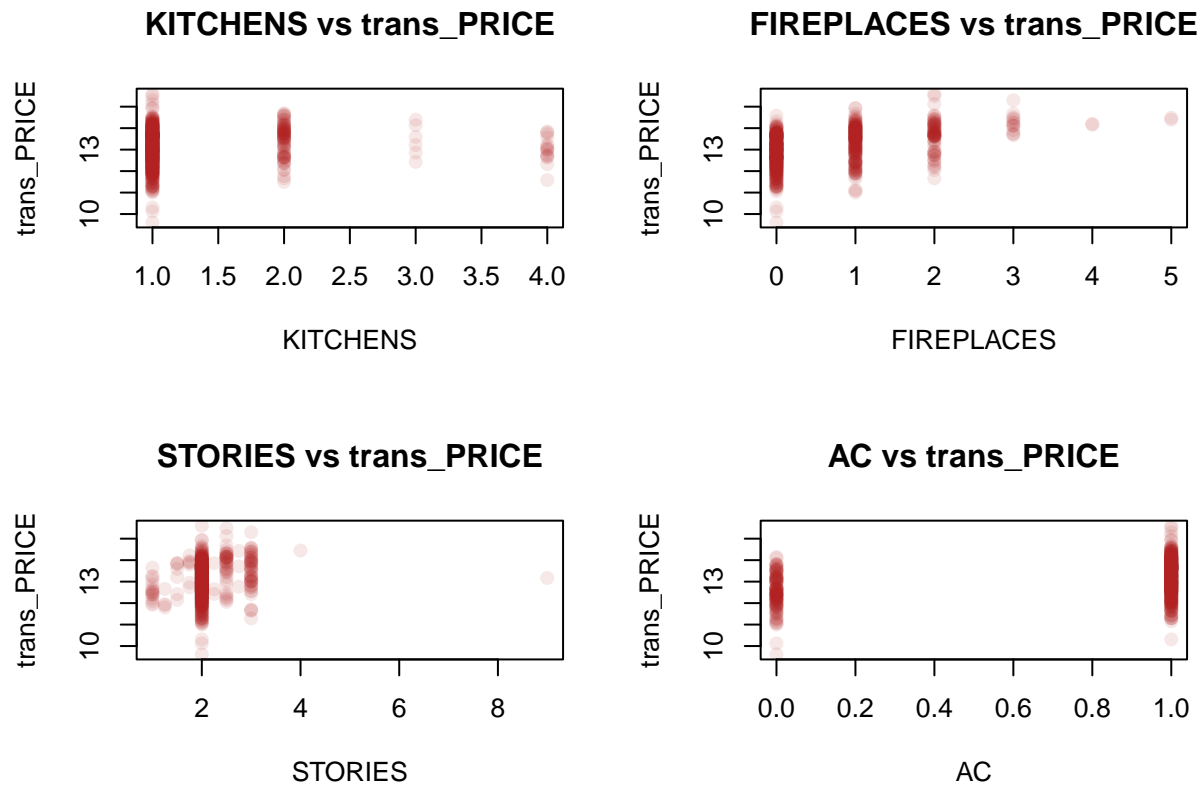 KITCHENS vs trans_PRICE
trans_PRICE
10
13
1.0 1.5 2.0 2.5 3.0 3.5 4.0
KITCHENS
FIREPLACES vs trans_PRICE
trans_PRICE
10
13
0 1 2 3 4 5
FIREPLACES
STORIES vs trans_PRICE
trans_PRICE
10
13
2 4 6 8
STORIES
AC vs trans_PRICE
trans_PRICE
10
13
0.0 0.2 0.4 0.6 0.8 1.0
AC